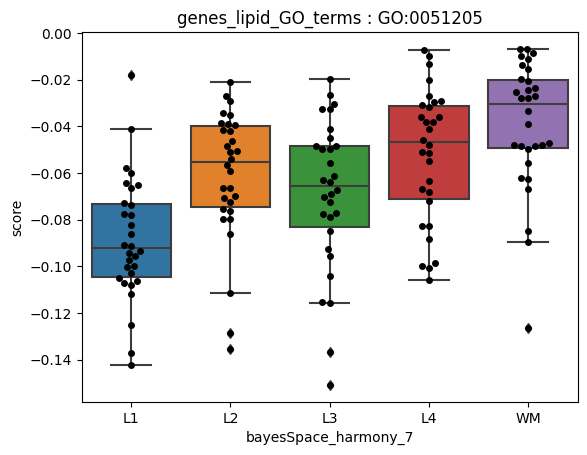 genes_lipid_GO_terms : GO:0051205
0.00
−0.02
−0.04
−0.06
−0.08
−0.10
−0.12
−0.14
score
L1 L2 L3 L4 WM
bayesSpace_harmony_7